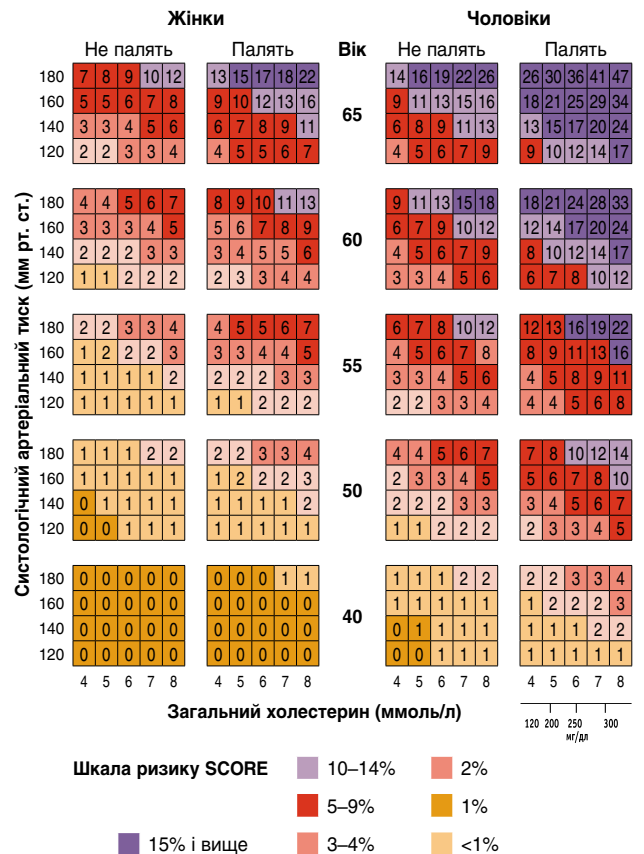 Жінки Чоловіки
Не палять Палять Вік Не палять Палять
Систологічний артеріальний тиск (мм рт. ст.)
180 7 8 9 10 12 13 15 17 18 22 14 16 19 22 26 26 30 36 41 47
160 5 5 6 7 8 9 10 12 13 16 9 11 13 15 16 18 21 25 29 34
65
140 3 3 4 5 6 6 7 8 9 11 6 8 9 11 13 13 15 17 20 24
120 2 2 3 3 4 4 5 5 6 7 4 5 6 7 9 9 10 12 14 17
180 4 4 5 6 7 8 9 10 11 13 9 11 13 15 18 18 21 24 28 33
160 3 3 3 4 5 5 6 7 8 9 6 7 9 10 12 12 14 17 20 24
60
140 2 2 2 3 3 3 4 5 5 6 4 5 6 7 9 8 10 12 14 17
120 1 1 2 2 2 2 3 3 4 4 3 3 4 5 6 6 7 8 10 12
180 2 2 3 3 4 4 5 5 6 7 6 7 8 10 12 12 13 16 19 22
160 1 2 2 2 3 3 3 4 4 5 4 5 6 7 8 8 9 11 13 16
55
140 1 1 1 1 2 2 2 2 3 3 3 3 4 5 6 4 5 8 9 11
120 1 1 1 1 1 1 1 2 2 2 2 2 3 3 4 4 4 5 6 8
180 1 1 1 2 2 2 2 3 3 4 4 4 5 6 7 7 8 10 12 14
160 1 1 1 1 1 1 2 2 2 3 2 3 3 4 5 5 6 7 8 10
50
140 0 1 1 1 1 1 1 1 1 2 2 2 2 3 3 3 4 5 6 7
120 0 0 1 1 1 1 1 1 1 1 1 1 2 2 2 2 3 3 4 5
180 0 0 0 0 0 0 0 0 1 1 1 1 1 2 2 2 2 3 3 4
160 0 0 0 0 0 0 0 0 0 0 1 1 1 1 1 1 2 2 2 3
40
140 0 0 0 0 0 0 0 0 0 0 0 1 1 1 1 1 1 1 2 2
120 0 0 0 0 0 0 0 0 0 0 0 0 1 1 1 1 1 1 1 1
4 5 6 7 8 4 5 6 7 8 4 5 6 7 8 4 5 6 7 8
Загальний холестерин (ммоль/л)
120 200 250 300
мг/дл
Шкала ризику SCORE
10–14% 2%
5–9% 1%
15% і вище 3–4% <1%